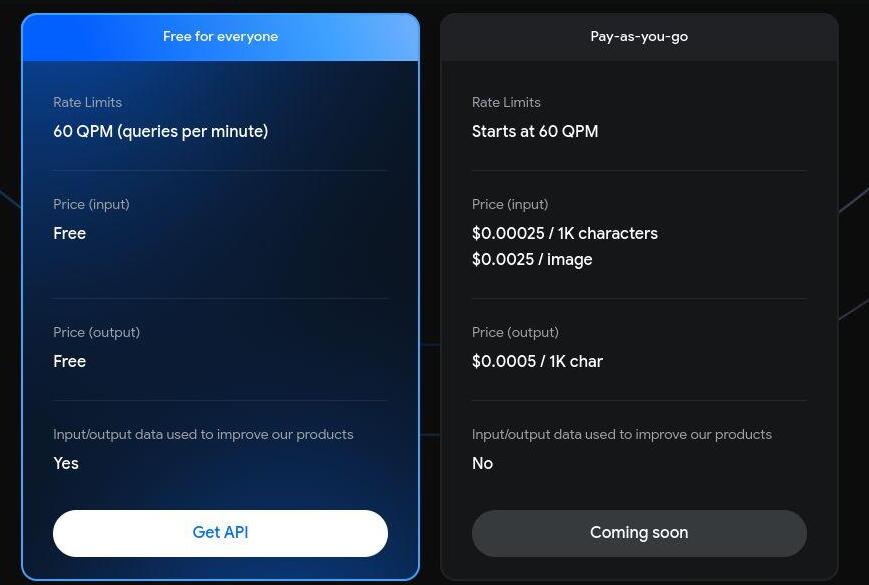 Free for everyone
Rate Limits
60 QPM (queries per minute)
Price (input)
Free
Price (output)
Free
Input/output data used to improve our products
Yes
Get API
Pay-as-you-go
Rate Limits
Starts at 60 QPM
Price (input)
$0.00025 / 1K characters
$0.0025 / image
Price (output)
$0.0005 / 1K char
Input/output data used to improve our products
No
Coming soon